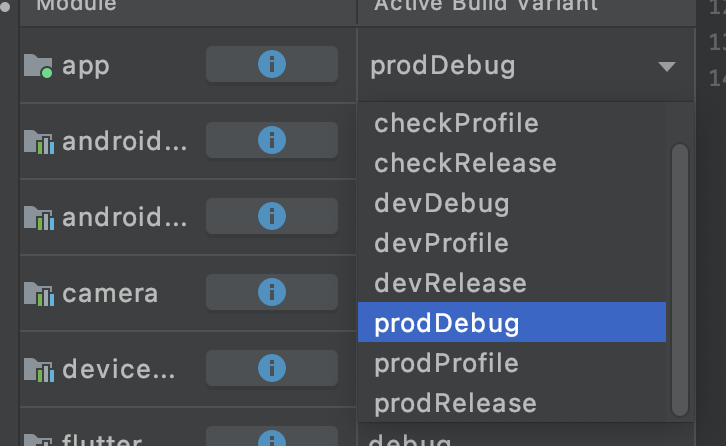 Module
Active Build Variant
12
13
14
app
prodDebug
android...
android...
camera
device...
flutter
checkProfile
checkRelease
devDebug
devProfile
devRelease
prodDebug
prodProfile
prodRelease
debug